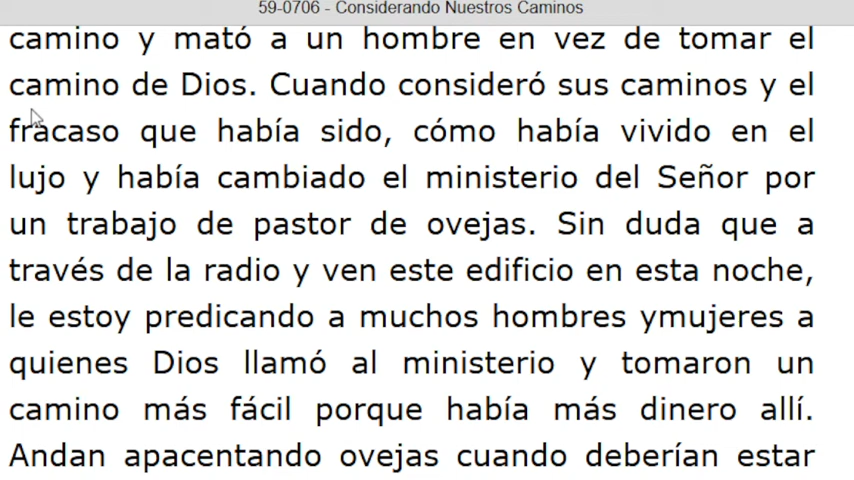 59-0706 - Considerando Nuestros Caminos
camino y mató a un hombre en vez de tomar el
camino de Dios. Cuando consideró sus caminos y el
fracaso que había sido, cómo había vivido en el
lujo y había cambiado el ministerio del Señor por
un trabajo de pastor de ovejas. Sin duda que a
través de la radio y ven este edificio en esta noche,
le estoy predicando a muchos hombres ymujeres a
quienes Dios llamó al ministerio y tomaron un
camino más fácil porque había más dinero allí.
Andan apacentando ovejas cuando deberían estar